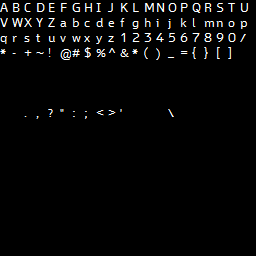 A B C D E F G H I J K L M N O P Q R S T U
V W X Y Z a b c d e f g h i j k l m n o p
q r s t u v w x y z 1 2 3 4 5 6 7 8 9 0 /
* - + ~ ! @ # $ % ^ & * ( ) _ = { } [ ]
. , ? " : ; < > ' \